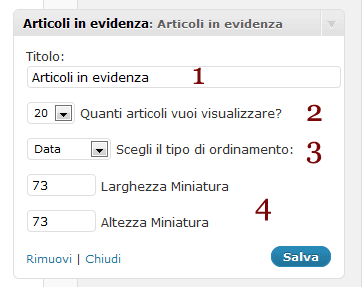 Articoli in evidenza: Articoli in evidenza
Titolo:
Articoli in evidenza 1
20 Quanti articoli vuoi visualizzare? 2
Data Scegli il tipo di ordinamento: 3
73 Larghezza Miniatura
4
73 Altezza Miniatura
Rimuovi | Chiudi Salva